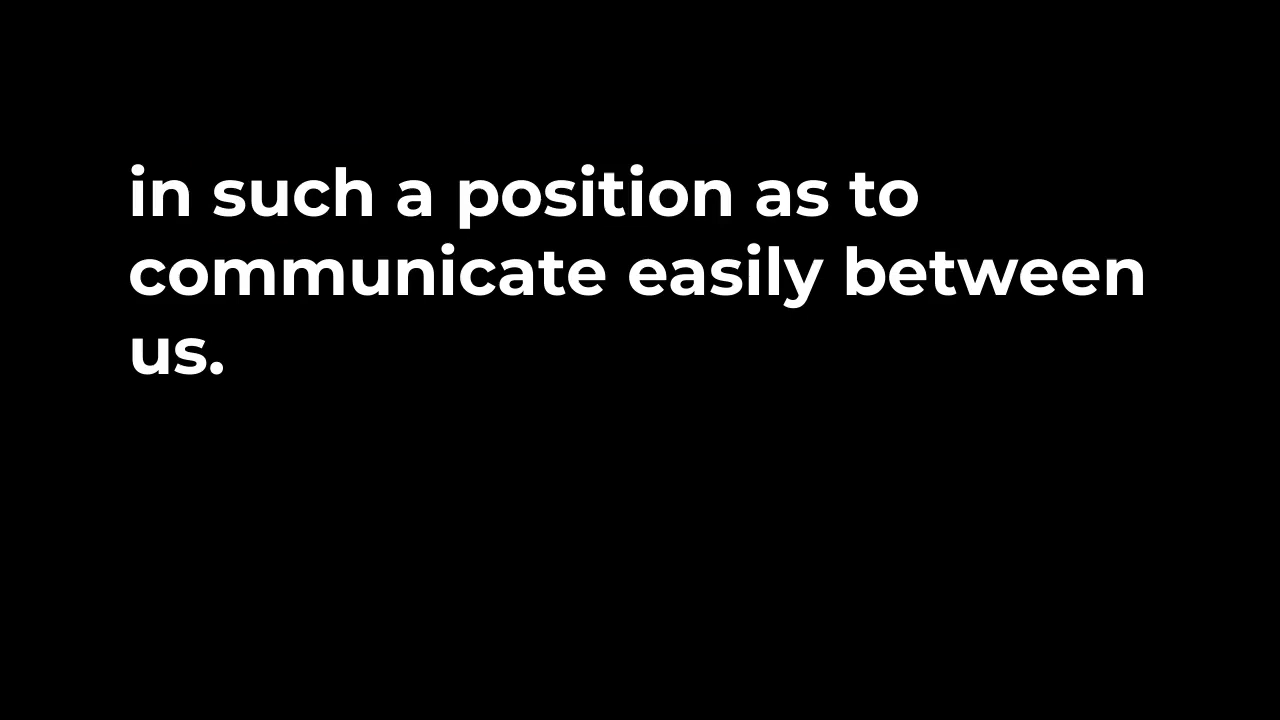 in such a position as to
communicate easily between
us.